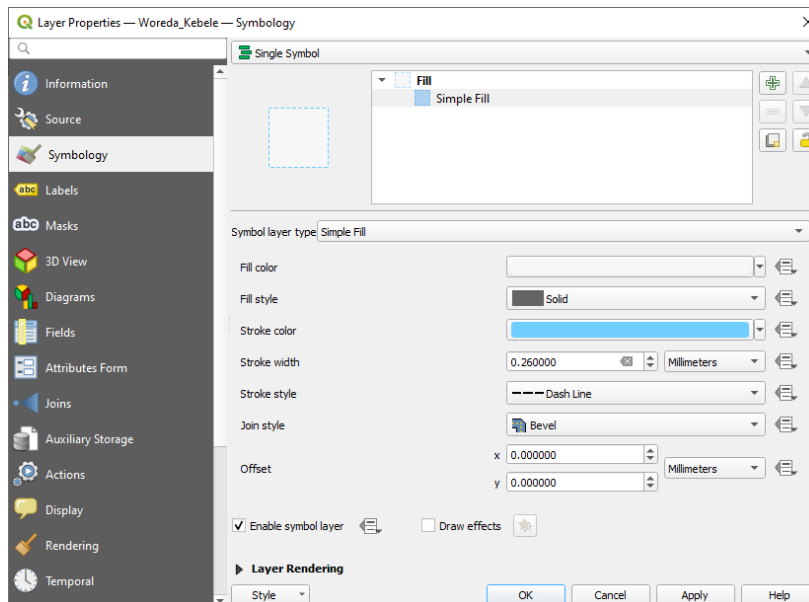 Layer Properties — Woreda_Kebele — Symbology
Single Symbol
Information
Source
Symbology
abc Labels
abc Masks
3D View
Diagrams
Fields
Attributes Form
Joins
Auxiliary Storage
Actions
Display
Rendering
Temporal
Fill
Simple Fill
Symbol layer type Simple Fill
Fill color
Fill style Solid
Stroke color
Stroke width 0.260000 Millimeters
Stroke style Dash Line
Join style Bevel
Offset x 0.000000 Millimeters
y 0.000000
Enable symbol layer Draw effects
Layer Rendering
Style OK Cancel Apply Help